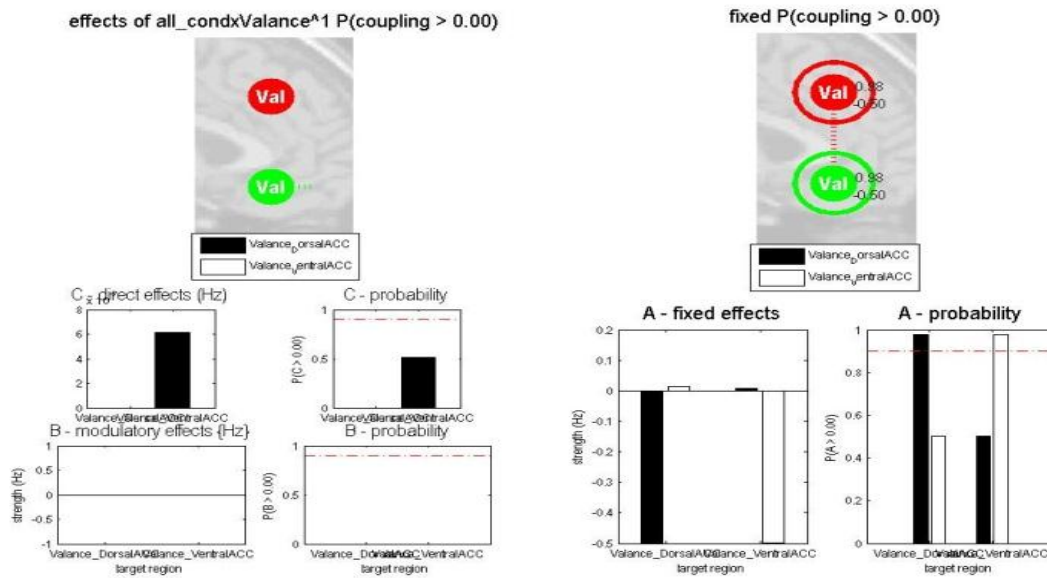 effects of all_condxValance^1 P(coupling > 0.00)
Val
Val
Valance_DorsalACC
Valance_VentralACC
C - direct effects (Hz)
8
6
4
2
0
C - probability
P(C > 0.00)
1
0.5
0
B - modulatory effects {Hz}
strength (Hz)
1
0.5
0
-0.5
-1
Valance_DorsalACC
Valance_VentralACC
target region
B - probability
P(B > 0.00)
1
0.5
0
Valance_VentralACC
target region
fixed P(coupling > 0.00)
Val
0.98
-0.50
Val
0.98
-0.50
Valance_DorsalACC
Valance_VentralACC
A - fixed effects
strength (Hz)
0.2
0.1
0
-0.1
-0.2
-0.3
-0.4
-0.5
Valance_DorsalACC
Valance_VentralACC
target region
A - probability
P(A > 0.00)
1
0.8
0.6
0.4
0.2
0
Valance_VentralACC
target region